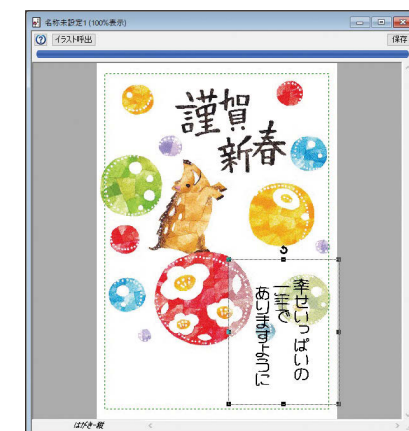 名称未設定1 (100%表示)
イラスト呼出
保存
謹賀
新春
幸せいっぱいの
一年で
ありますように
はがき-縦